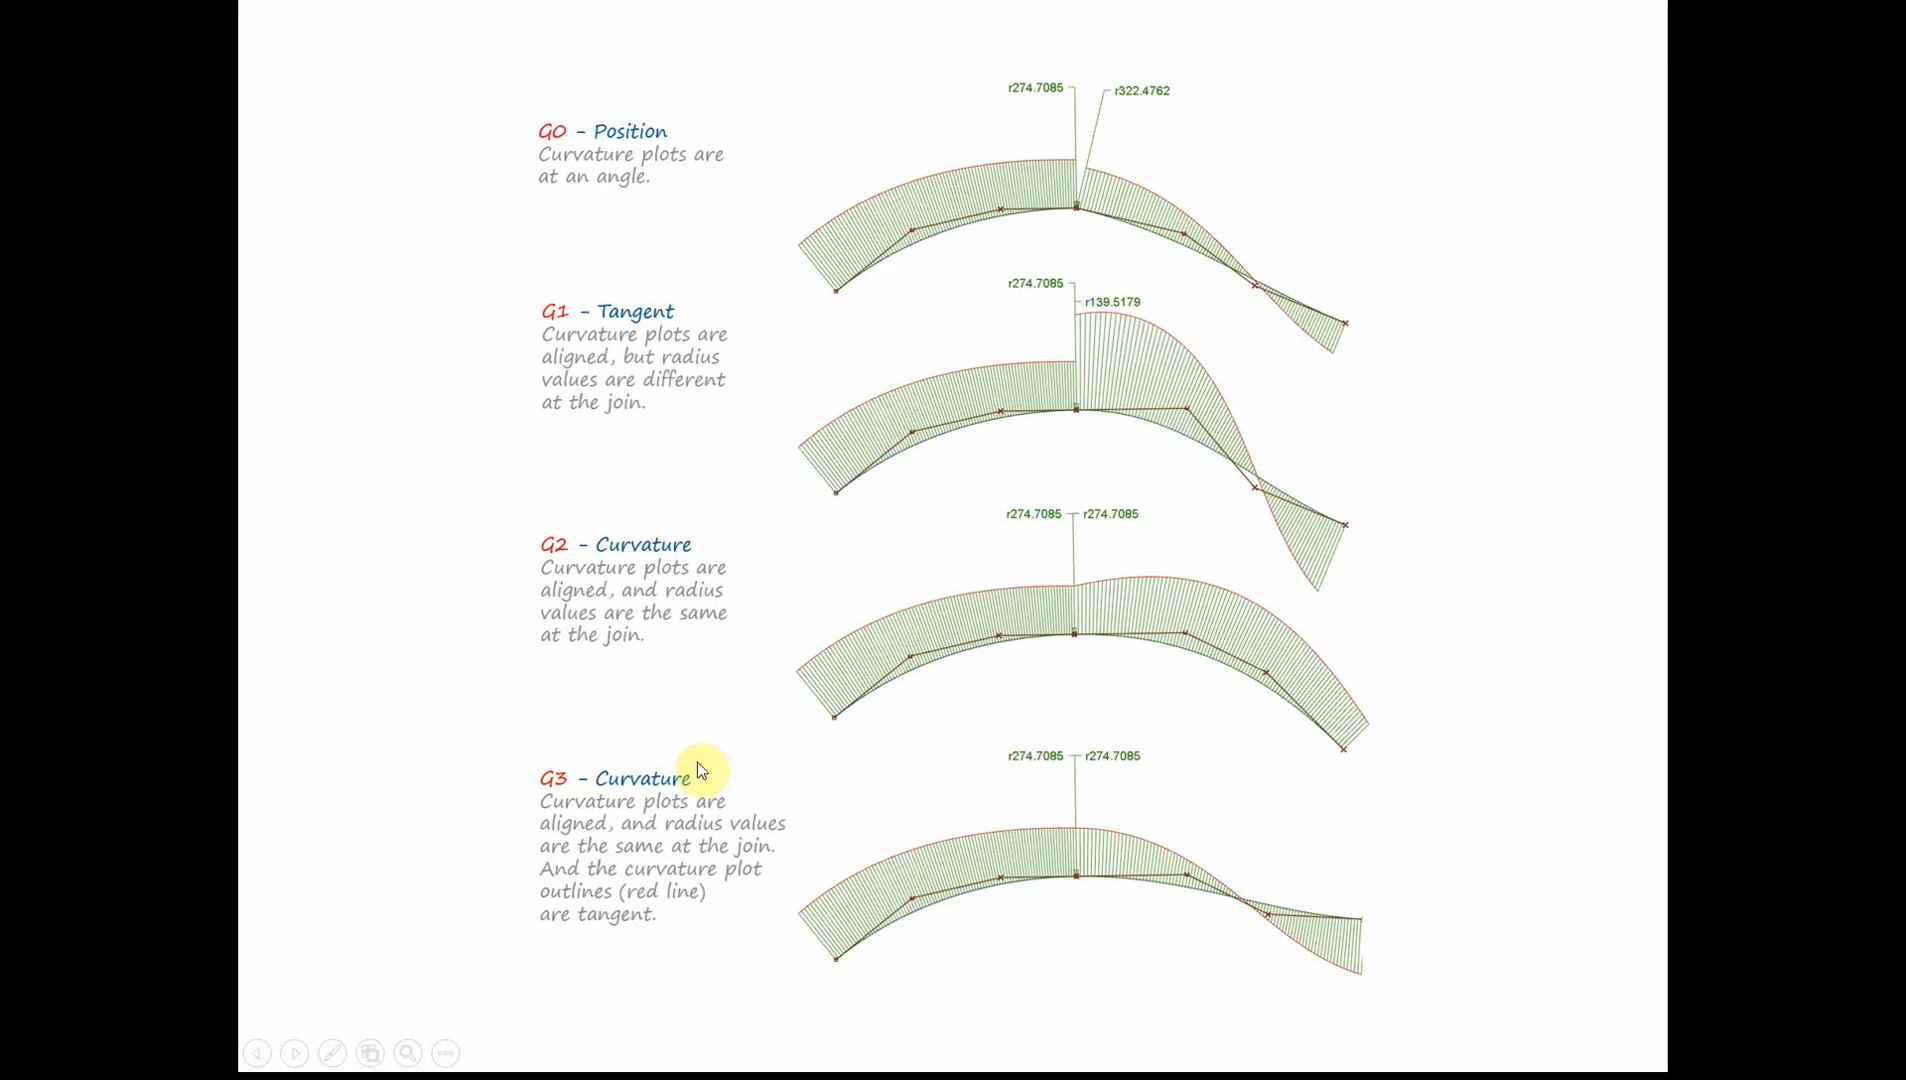 r274.7085
r322.4762
G0 - Position
Curvature plots are
at an angle.
r274.7085
r139.5179
G1 - Tangent
Curvature plots are
aligned, but radius
values are different
at the join.
r274.7085
r274.7085
G2 - Curvature
Curvature plots are
aligned, and radius
values are the same
at the join.
r274.7085
r274.7085
G3 - Curvature
Curvature plots are
aligned, and radius values
are the same at the join.
And the curvature plot
outlines (red line)
are tangent.